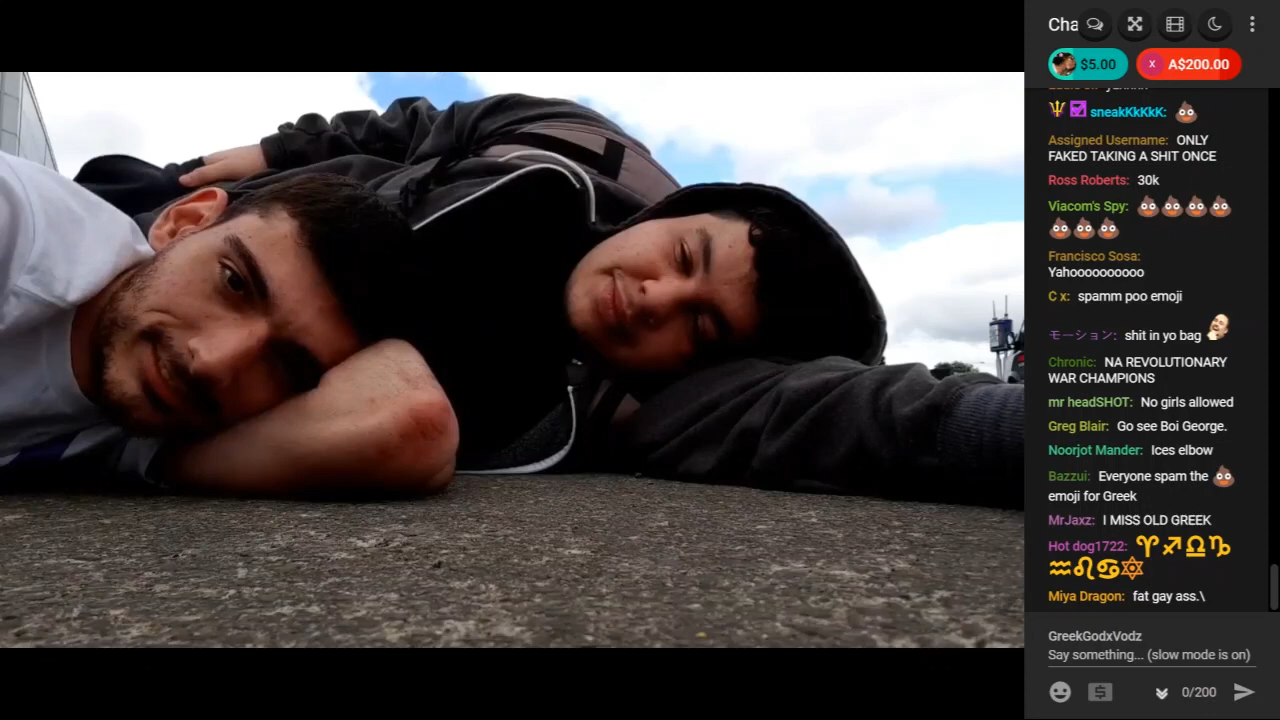 Cha
$5.00
X A$200.00
sneakKkKkK:
Assigned Username: ONLY
FAKED TAKING A SHIT ONCE
Ross Roberts: 30k
Viacom's Spy:
Francisco Sosa:
Yahoooooooooo
C x: spamm poo emoji
モーション: shit in yo bag
Chronic: NA REVOLUTIONARY
WAR CHAMPIONS
mr headSHOT: No girls allowed
Greg Blair: Go see Boi George.
Noorjot Mander: Ices elbow
Bazzui: Everyone spam the
emoji for Greek
MrJaxz: I MISS OLD GREEK
Hot dog1722: ♈♐♎♑
♒♌♋🔯
Miya Dragon: fat gay ass.\
GreekGodxVodz
Say something... (slow mode is on)
0/200